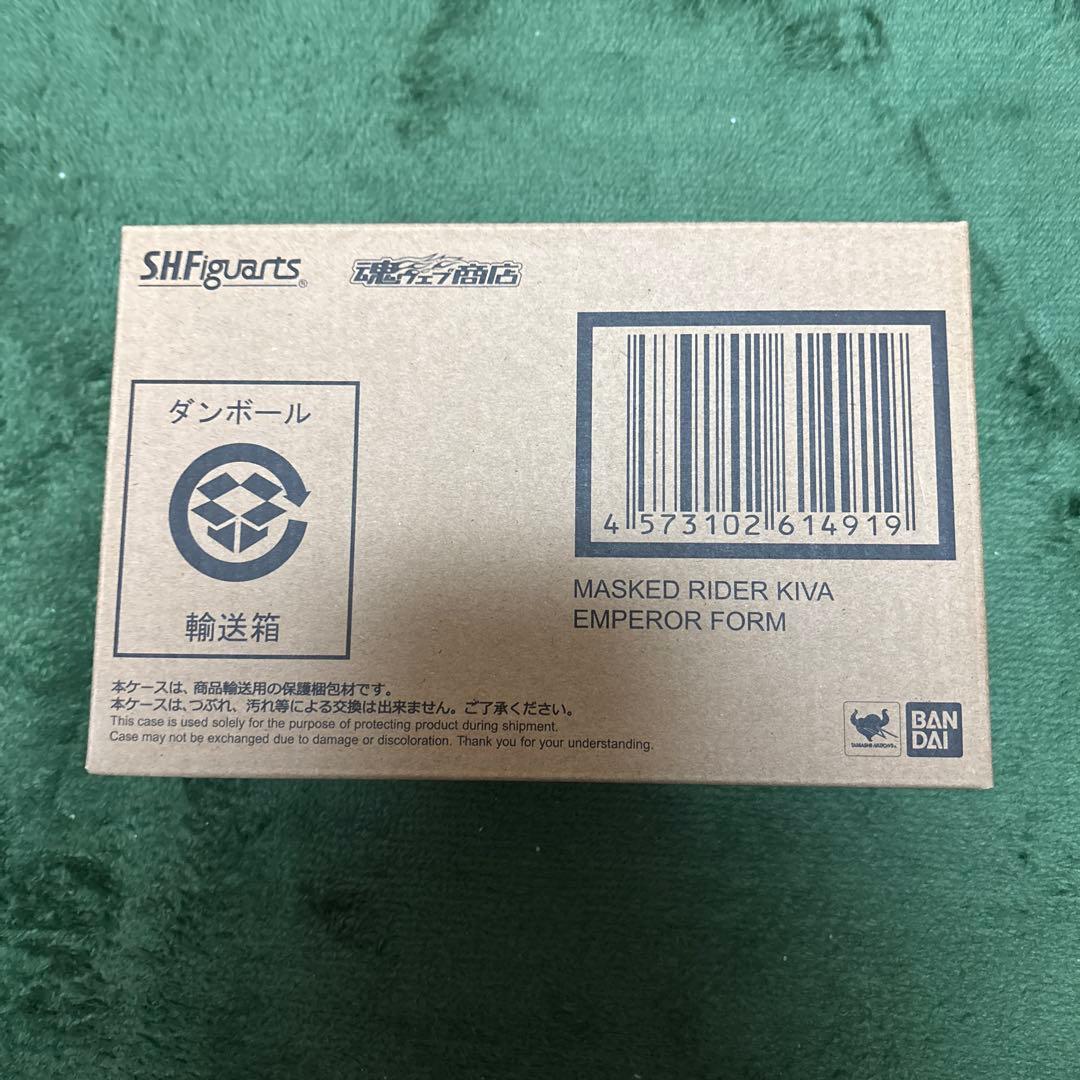 S.H.Figuarts®
魂ウェブ商店
ダンボール
輸送箱
4 573102 614919
MASKED RIDER KIVA
EMPEROR FORM
本ケースは、商品輸送用の保護梱包材です。
本ケースは、つぶれ、汚れ等による交換は出来ません。ご了承ください。
This case is used solely for the purpose of protecting product during shipment.
Case may not be exchanged due to damage or discoloration. Thank you for your understanding.
TAMASHII NATIONS
BAN
DAI